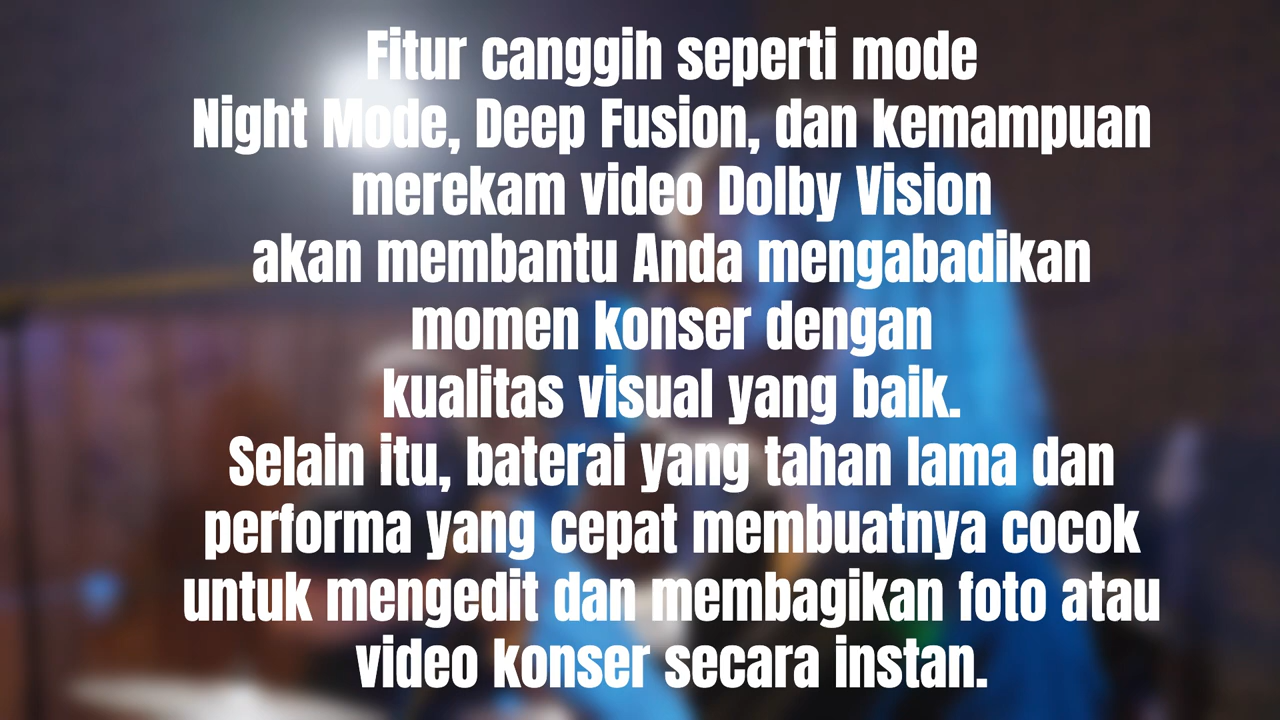 Fitur canggih seperti mode
Night Mode, Deep Fusion, dan kemampuan
merekam video Dolby Vision
akan membantu Anda mengabadikan
momen konser dengan
kualitas visual yang baik.
Selain itu, baterai yang tahan lama dan
performa yang cepat membuatnya cocok
untuk mengedit dan membagikan foto atau
video konser secara instan.